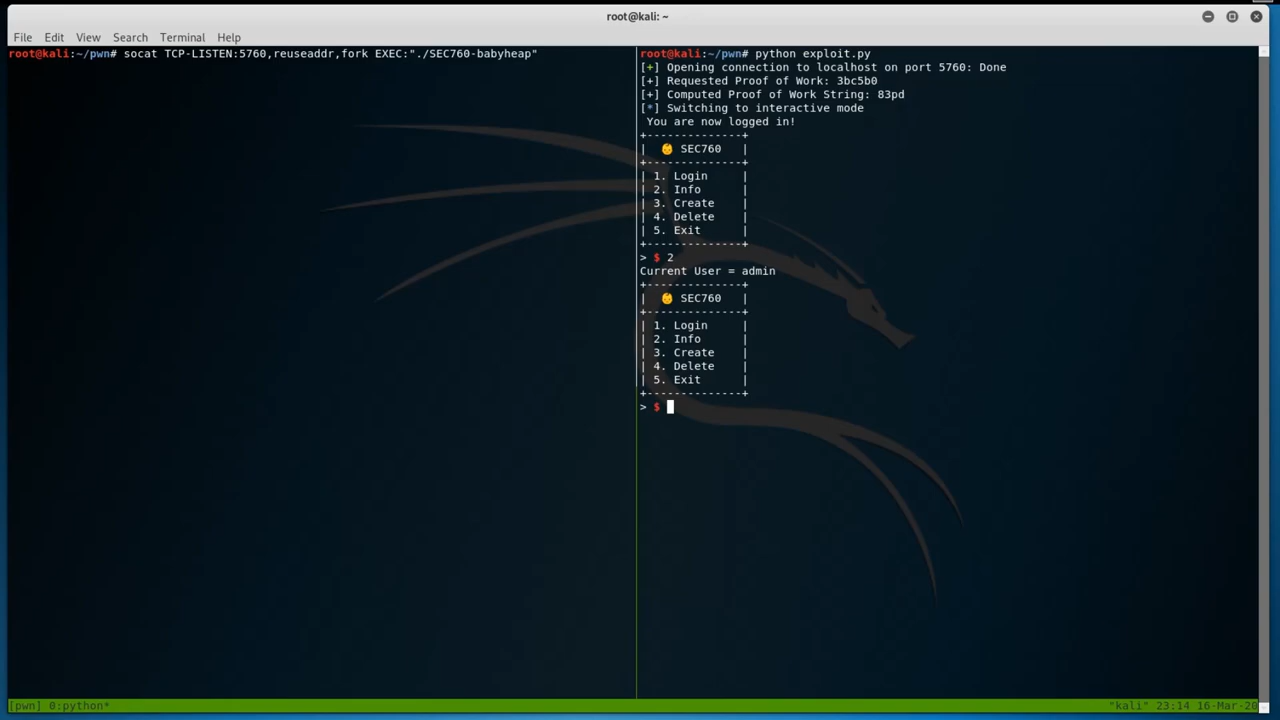 root@kali: ~
File Edit View Search Terminal Help
root@kali:~/pwn# socat TCP-LISTEN:5760,reuseaddr,fork EXEC:"./SEC760-babyheap"
root@kali:~/pwn# python exploit.py
[+] Opening connection to localhost on port 5760: Done
[+] Requested Proof of Work: 3bc5b0
[+] Computed Proof of Work String: 83pd
[*] Switching to interactive mode
You are now logged in!
+--------------+
| 👶 SEC760 |
+--------------+
| 1. Login |
| 2. Info |
| 3. Create |
| 4. Delete |
| 5. Exit |
+--------------+
> $ 2
Current User = admin
+--------------+
| 👶 SEC760 |
+--------------+
| 1. Login |
| 2. Info |
| 3. Create |
| 4. Delete |
| 5. Exit |
+--------------+
> $
[pwn] 0:python* "kali" 23:14 16-Mar-20